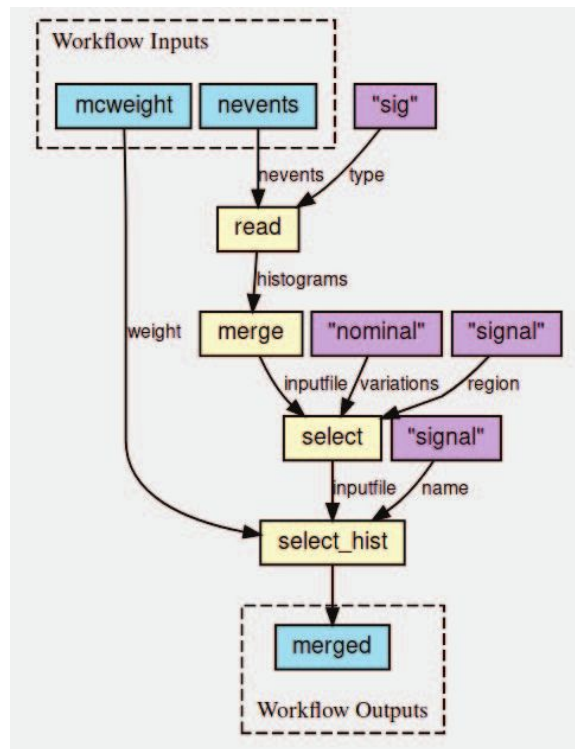 Workflow Inputs
mcweight
nevents
"sig"
nevents
type
read
histograms
merge
"nominal"
"signal"
weight
inputfile
variations
region
select
"signal"
inputfile
name
select_hist
merged
Workflow Outputs